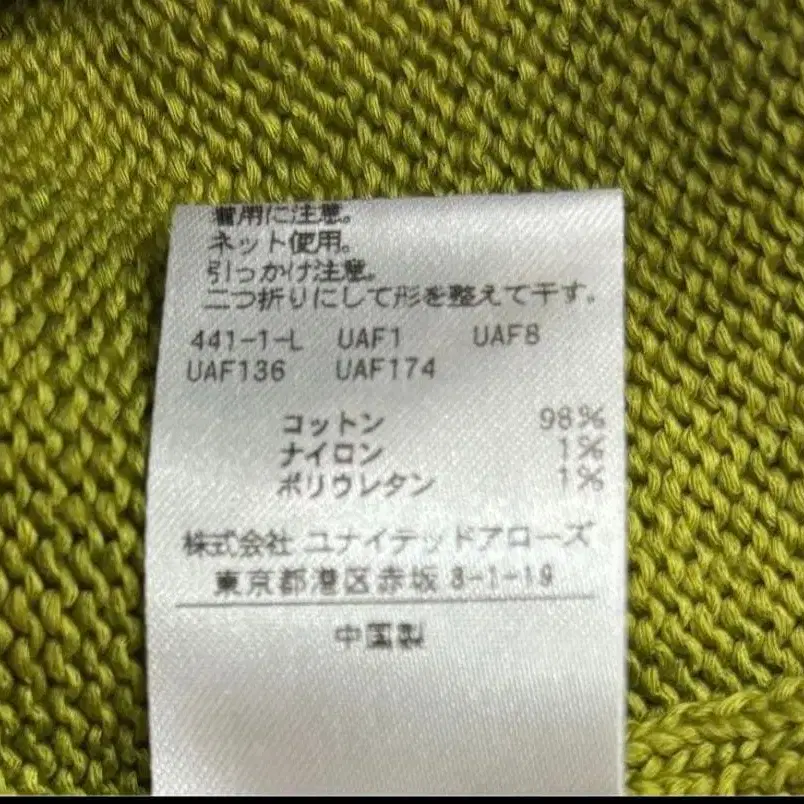 着用に注意。
ネット使用。
引っかけ注意。
二つ折りにして形を整えて干す。
441-1-L UAF1 UAF8
UAF136 UAF174
コットン 98%
ナイロン 1%
ポリウレタン 1%
株式会社 ユナイテッドアローズ
東京都港区赤坂 8-1-19
中国製